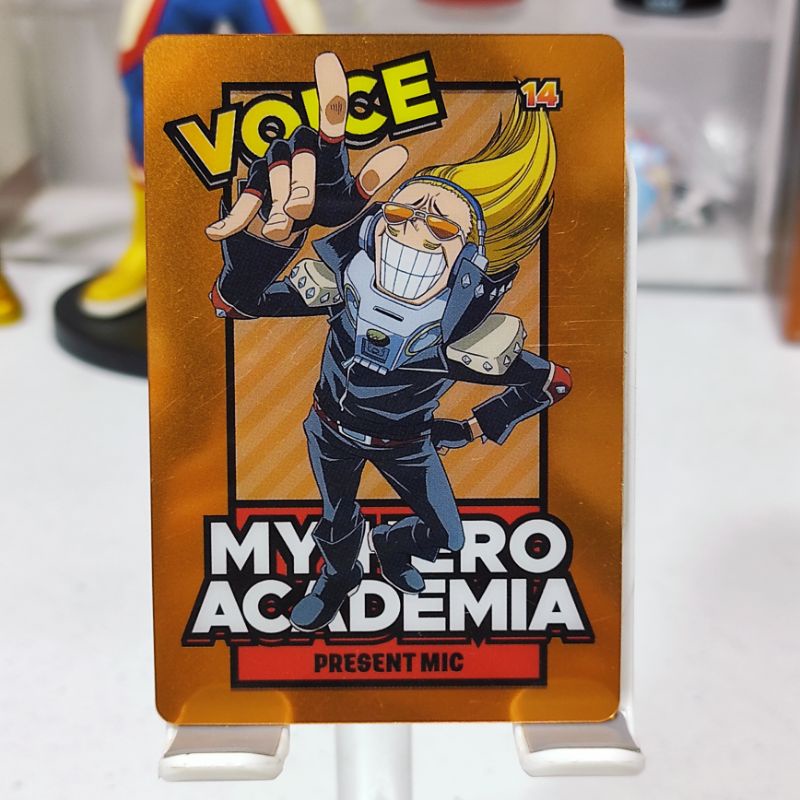 VOICE
14
MY HERO
ACADEMIA
PRESENT MIC